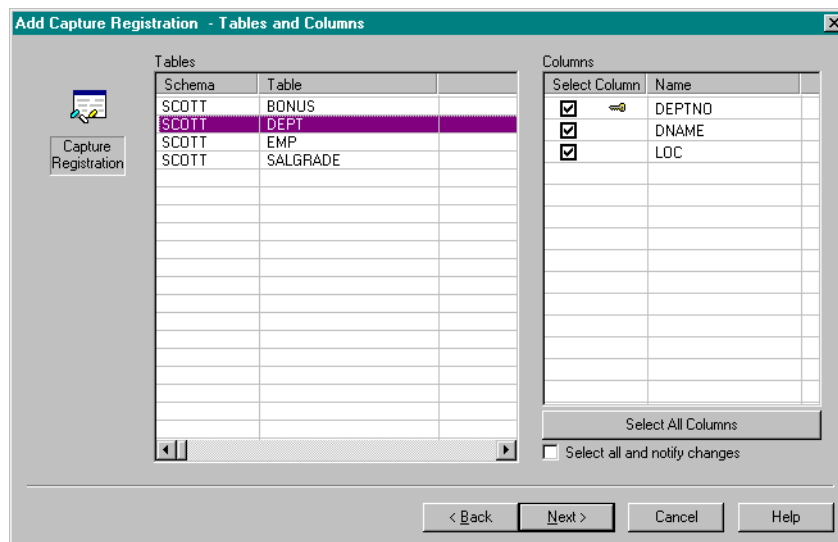 Add Capture Registration - Tables and Columns
Capture
Registration
Tables
Schema Table
SCOTT BONUS
SCOTT DEPT
SCOTT EMP
SCOTT SALGRADE
Columns
Select Column Name
DEPTNO
DNAME
LOC
Select All Columns
Select all and notify changes
< Back Next > Cancel Help